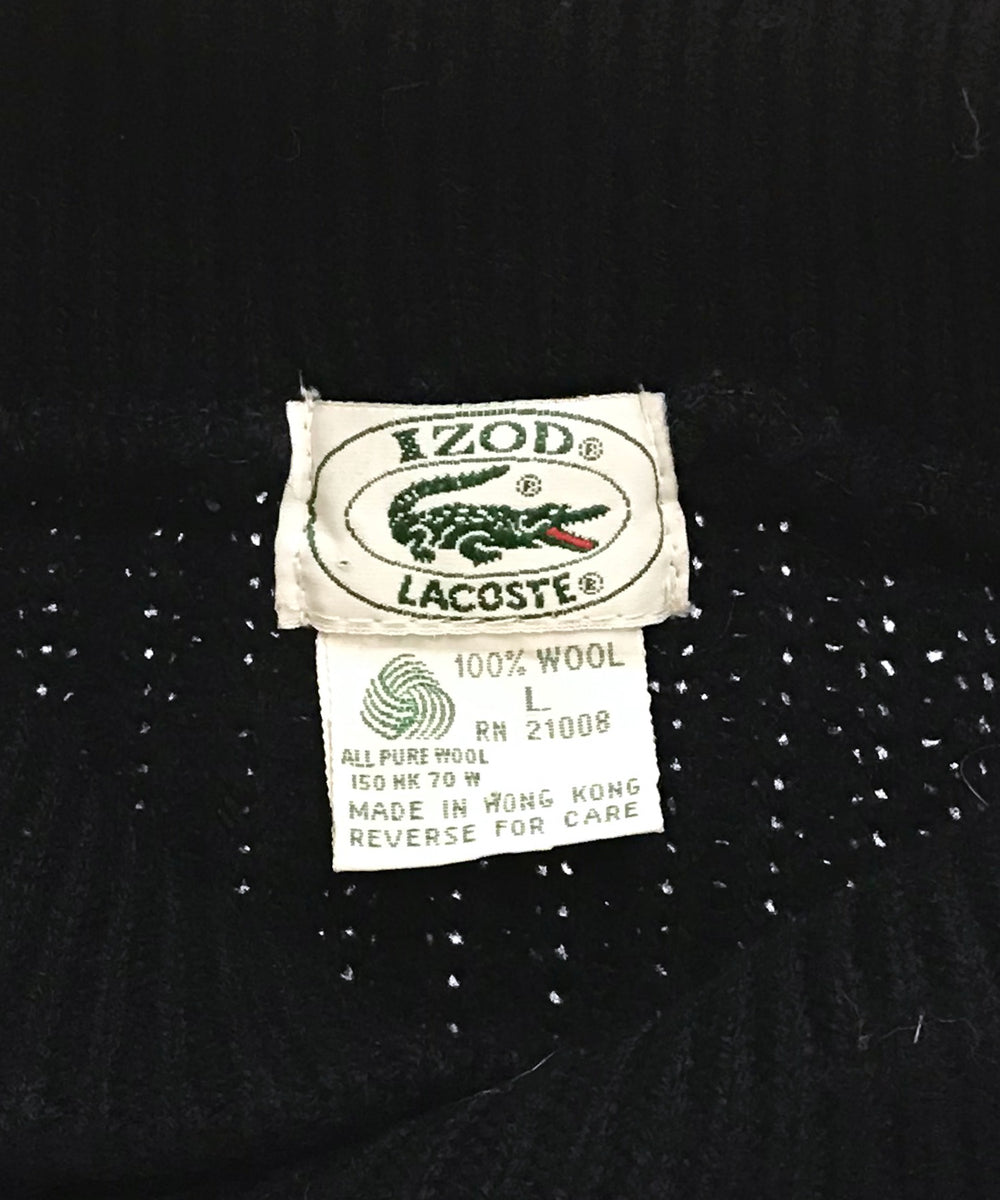 IZOD®
®
LACOSTE®
100% WOOL
L
RN 21008
ALL PURE WOOL
150 HK 70 W
MADE IN HONG KONG
REVERSE FOR CARE